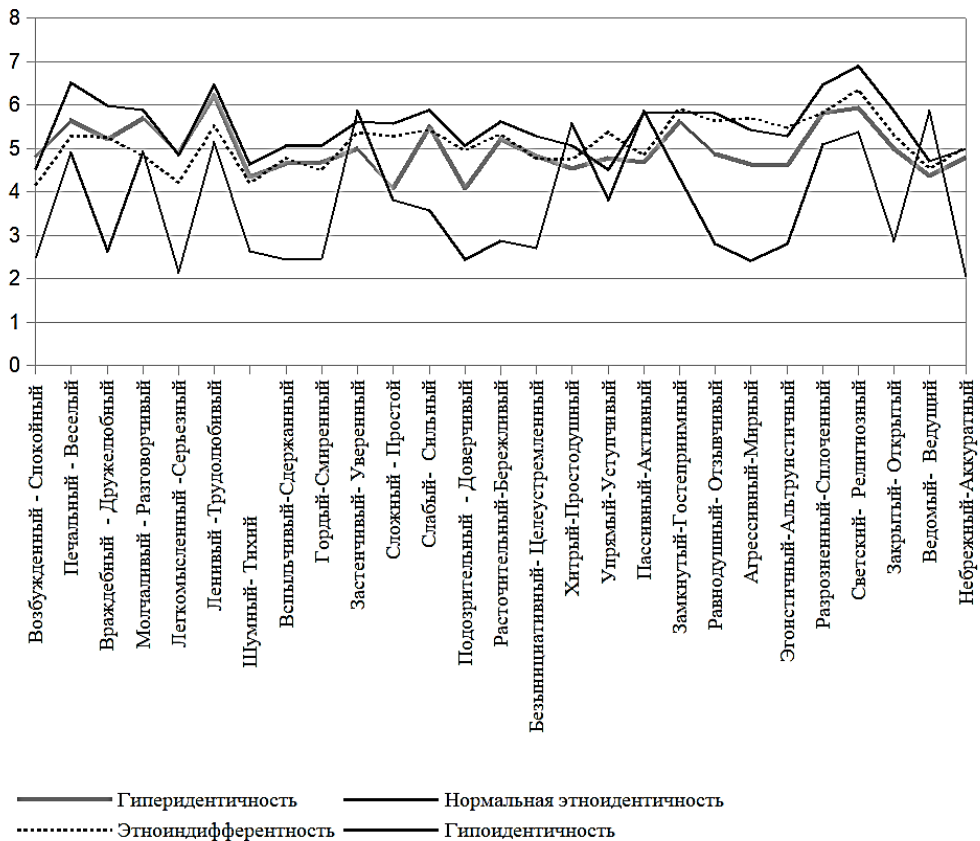 8
7
6
5
4
3
2
1
0
Возбужденный - Спокойный
Печальный - Веселый
Враждебный - Дружелюбный
Молчаливый - Разговорчивый
Легкомысленный -Серьезный
Ленивый -Трудолюбивый
Шумный- Тихий
Вспыльчивый-Сдержанный
Гордый-Смиренный
Застенчивый- Уверенный
Сложный - Простой
Слабый- Сильный
Подозрительный - Доверчивый
Расточительный-Бережливый
Безынициативный- Целеустремленный
Хитрый-Простодушный
Упрямый-Уступчивый
Пассивный-Активный
Замкнутый-Гостеприимный
Равнодушный- Отзывчивый
Агрессивный-Мирный
Эгоистичный-Альтруистичный
Разрозненный-Сплоченный
Светский- Религиозный
Закрытый- Открытый
Ведомый- Ведущий
Небрежный-Аккуратный
Гиперидентичность
Нормальная этноидентичность
Этноиндифферентность
Гипоидентичность